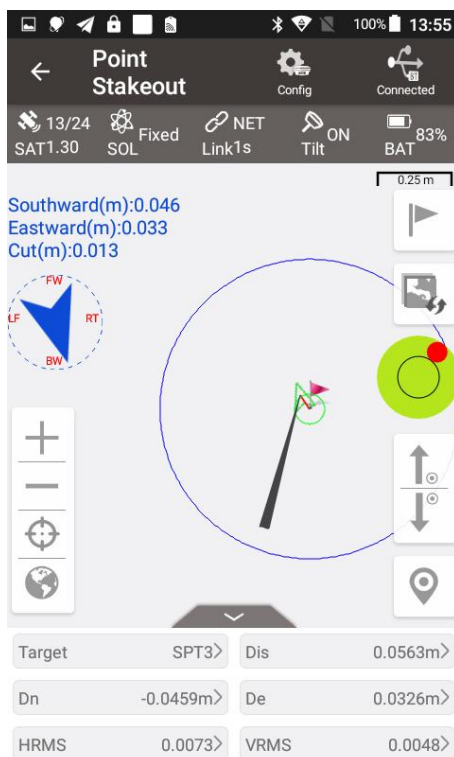 100% 13:55
Point Stakeout
Config
Connected
13/24
SAT1.30
Fixed
SOL
NET
Link1s
ON
Tilt
83%
BAT
0.25 m
Southward(m):0.046
Eastward(m):0.033
Cut(m):0.013
FW
LF RT
BW
Target SPT3
Dis 0.0563m
Dn -0.0459m
De 0.0326m
HRMS 0.0073
VRMS 0.0048